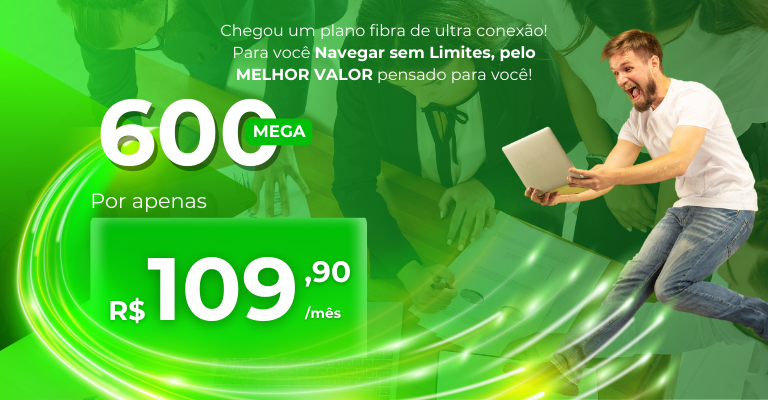 Chegou um plano fibra de ultra conexão!
Para você Navegar sem Limites, pelo
MELHOR VALOR pensado para você!
600 MEGA
Por apenas
R$ 109,90 /mês